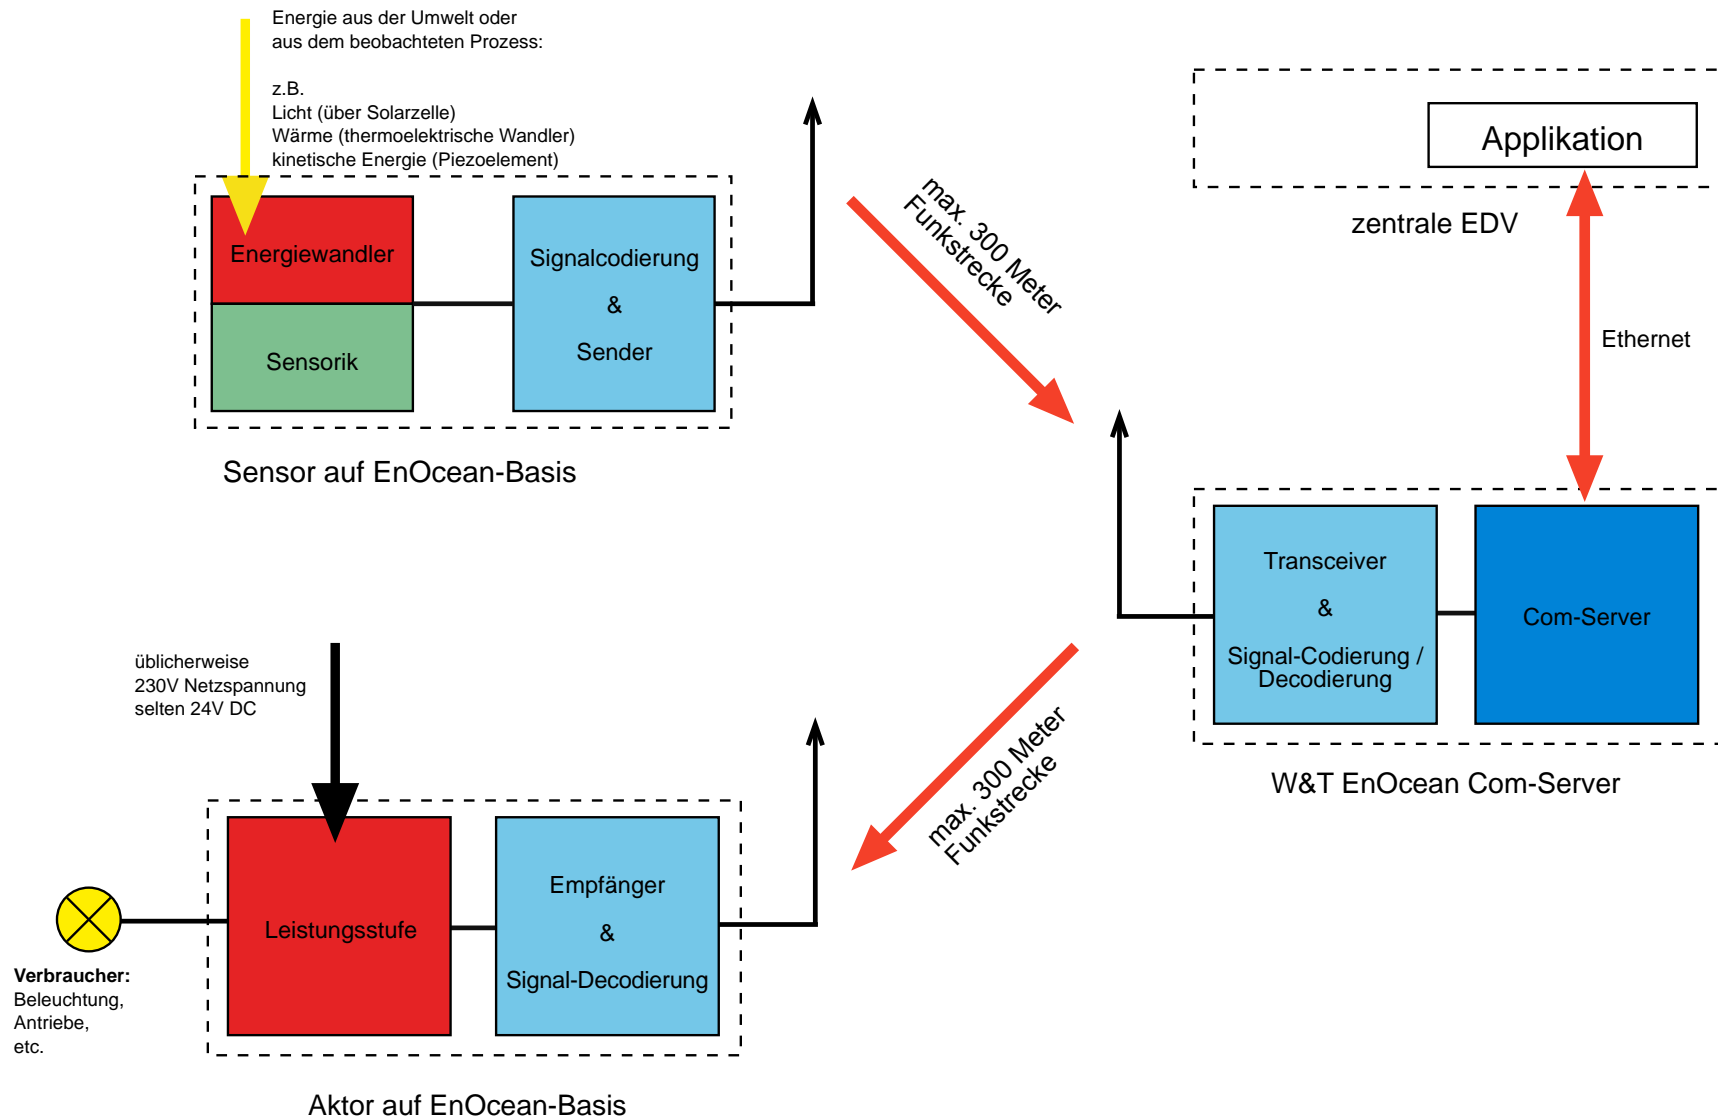 Energie aus der Umwelt oder
aus dem beobachteten Prozess:
z.B.
Licht (über Solarzelle)
Wärme (thermoelektrische Wandler)
kinetische Energie (Piezoelement)
Energiewandler
Sensorik
Signalcodierung
&
Sender
Sensor auf EnOcean-Basis
max. 300 Meter
Funkstrecke
Applikation
zentrale EDV
Ethernet
Transceiver
&
Signal-Codierung /
Decodierung
Com-Server
W&T EnOcean Com-Server
max. 300 Meter
Funkstrecke
üblicherweise
230V Netzspannung
selten 24V DC
Leistungsstufe
Empfänger
&
Signal-Decodierung
Verbraucher:
Beleuchtung,
Antriebe,
etc.
Aktor auf EnOcean-Basis